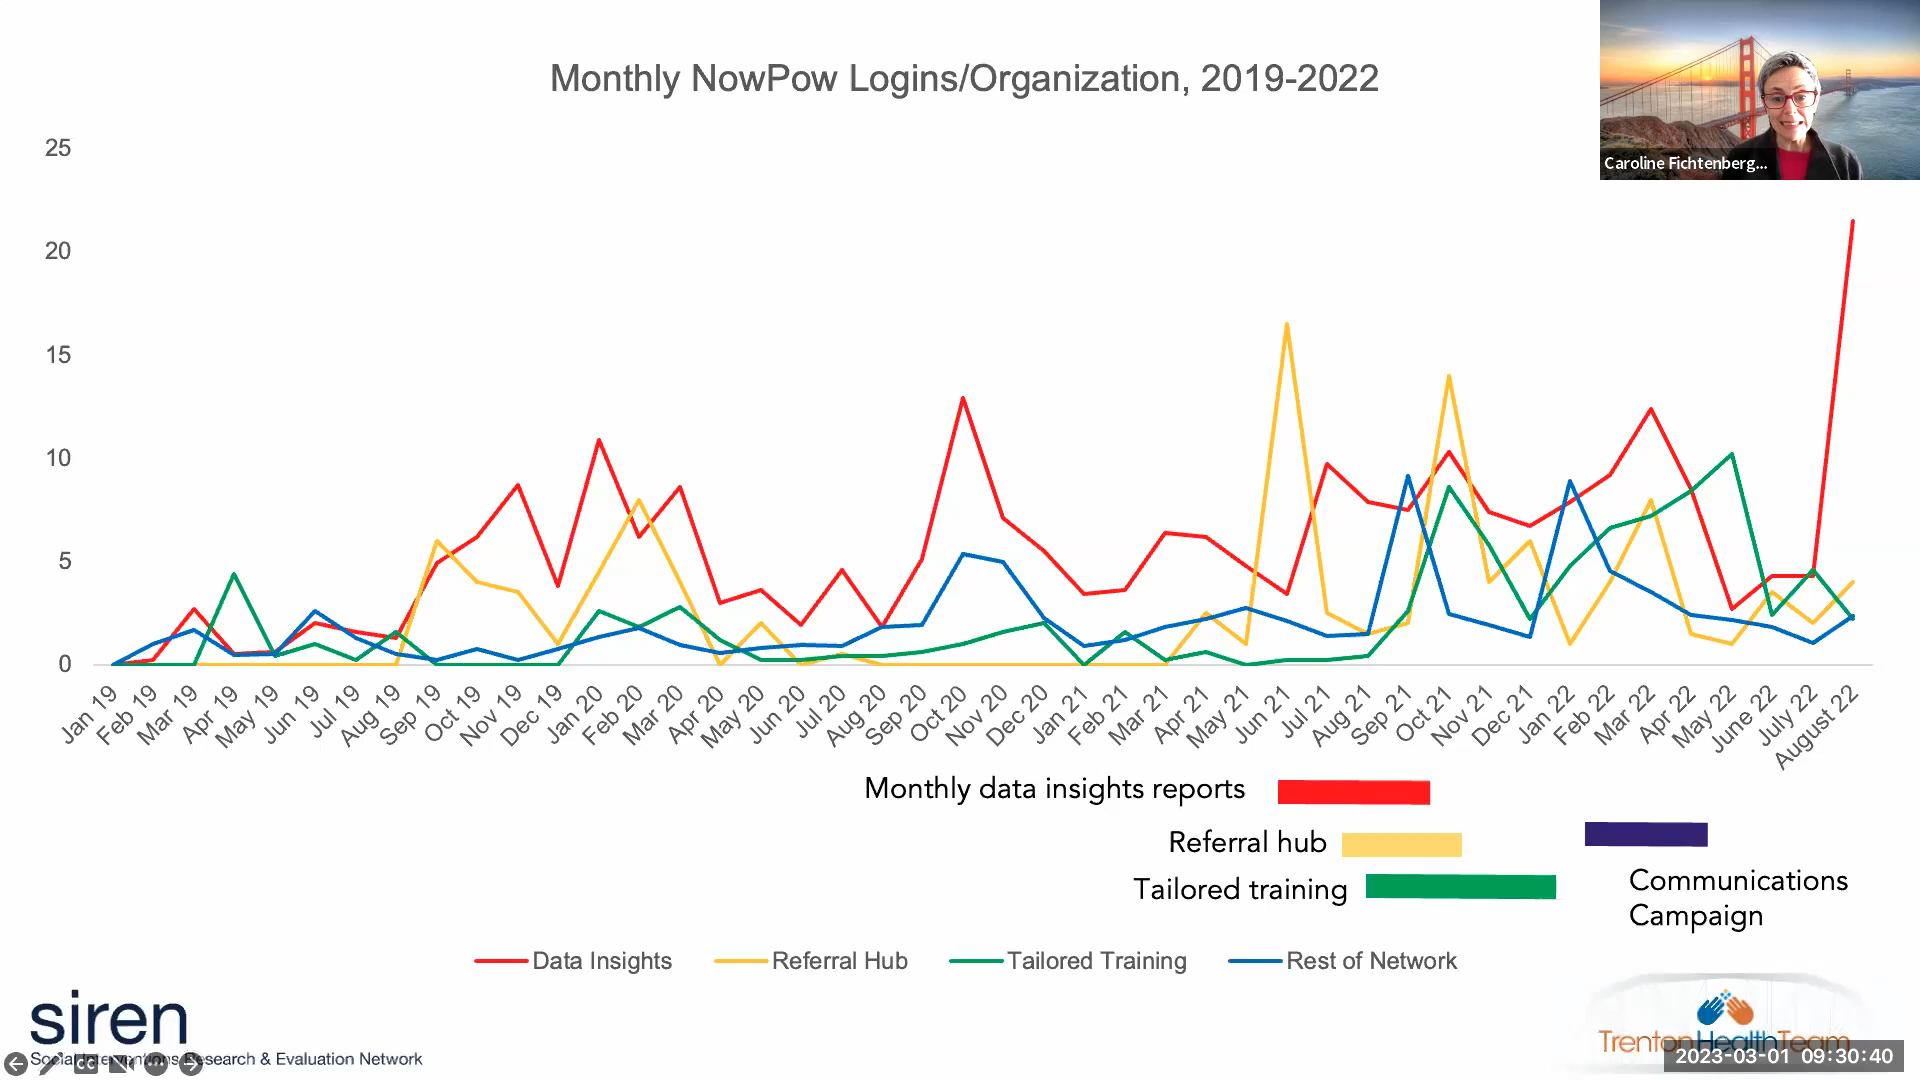 Monthly NowPow Logins/Organization, 2019-2022
Caroline Fichtenberg...
25
20
15
10
5
0
Jan 19
Feb 19
Mar 19
Apr 19
May 19
Jun 19
Jul 19
Aug 19
Sep 19
Oct 19
Nov 19
Dec 19
Jan 20
Feb 20
Mar 20
Apr 20
May 20
Jun 20
Jul 20
Aug 20
Sep 20
Oct 20
Nov 20
Dec 20
Jan 21
Feb 21
Mar 21
Apr 21
May 21
Jun 21
Jul 21
Aug 21
Sep 21
Oct 21
Nov 21
Dec 21
Jan 22
Feb 22
Mar 22
Apr 22
May 22
June 22
July 22
August 22
Monthly data insights reports
Referral hub
Tailored training
Communications
Campaign
Data Insights
Referral Hub
Tailored Training
Rest of Network
siren
Social Interventions Research & Evaluation Network
CC
TrentonHealthTeam
2023-03-01 09:30:40